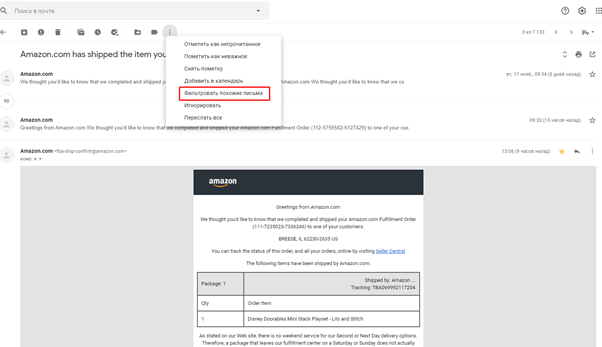 Поиск в почте
3 из 7 133
Amazon.com has shipped the item you
Отметить как непрочитанное
Пометить как неважное
Снять пометку
Добавить в календарь
Фильтровать похожие письма
Игнорировать
Переслать все
Amazon.com
вт, 17 нояб., 09:34 (8 дней назад)
We thought you'd like to know that we completed and shipped your Amazon.com Fulfillment Order
We thought you'd like to know that we co
10
Amazon.com
09:20 (13 часов назад)
Greetings from Amazon.com We thought you'd like to know that we completed and shipped your Amazon.com Fulfillment Order (112-5759582-5127429) to one of your cus
Amazon.com <fba-ship-confirm@amazon.com>
13:06 (9 часов назад)
кому: я
amazon
Greetings from Amazon.com
We thought you'd like to know that we completed and shipped your Amazon.com Fulfillment Order
(111-7235023-7336246) to one of your customers:
BREESE, IL 62230-2635 US
You can track the status of this order, and all your orders, online by visiting Seller Central
The following items have been shipped by Amazon.com:
Package: 1
Shipped by: Amazon ...
Tracking: TBA069992117204
Qty
Order Item
1
Disney Doorables Mini Stack Playset - Lilo and Stitch
As stated on our Web site, there is no weekend service for our Second or Next Day delivery options.
Therefore, a package that leaves our fulfillment center on a Saturday or Sunday does not actually